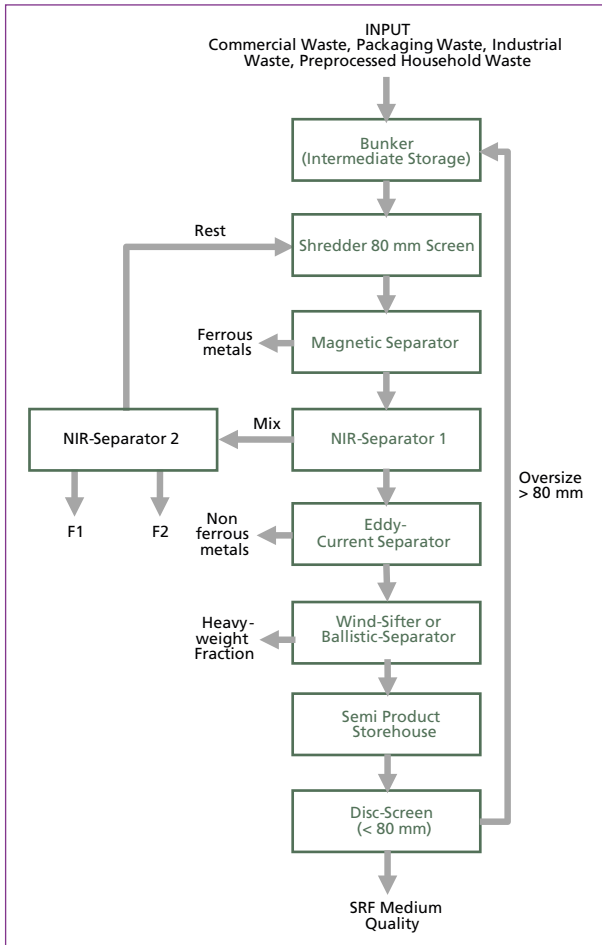 INPUT
Commercial Waste, Packaging Waste, Industrial
Waste, Preprocessed Household Waste
Bunker
(Intermediate Storage)
Rest
Shredder 80 mm Screen
Ferrous
metals
Magnetic Separator
NIR-Separator 2
Mix
NIR-Separator 1
Oversize
> 80 mm
F1
F2
Non
ferrous
metals
Eddy-
Current Separator
Heavy-
weight
Fraction
Wind-Sifter or
Ballistic-Separator
Semi Product
Storehouse
Disc-Screen
(< 80 mm)
SRF Medium
Quality